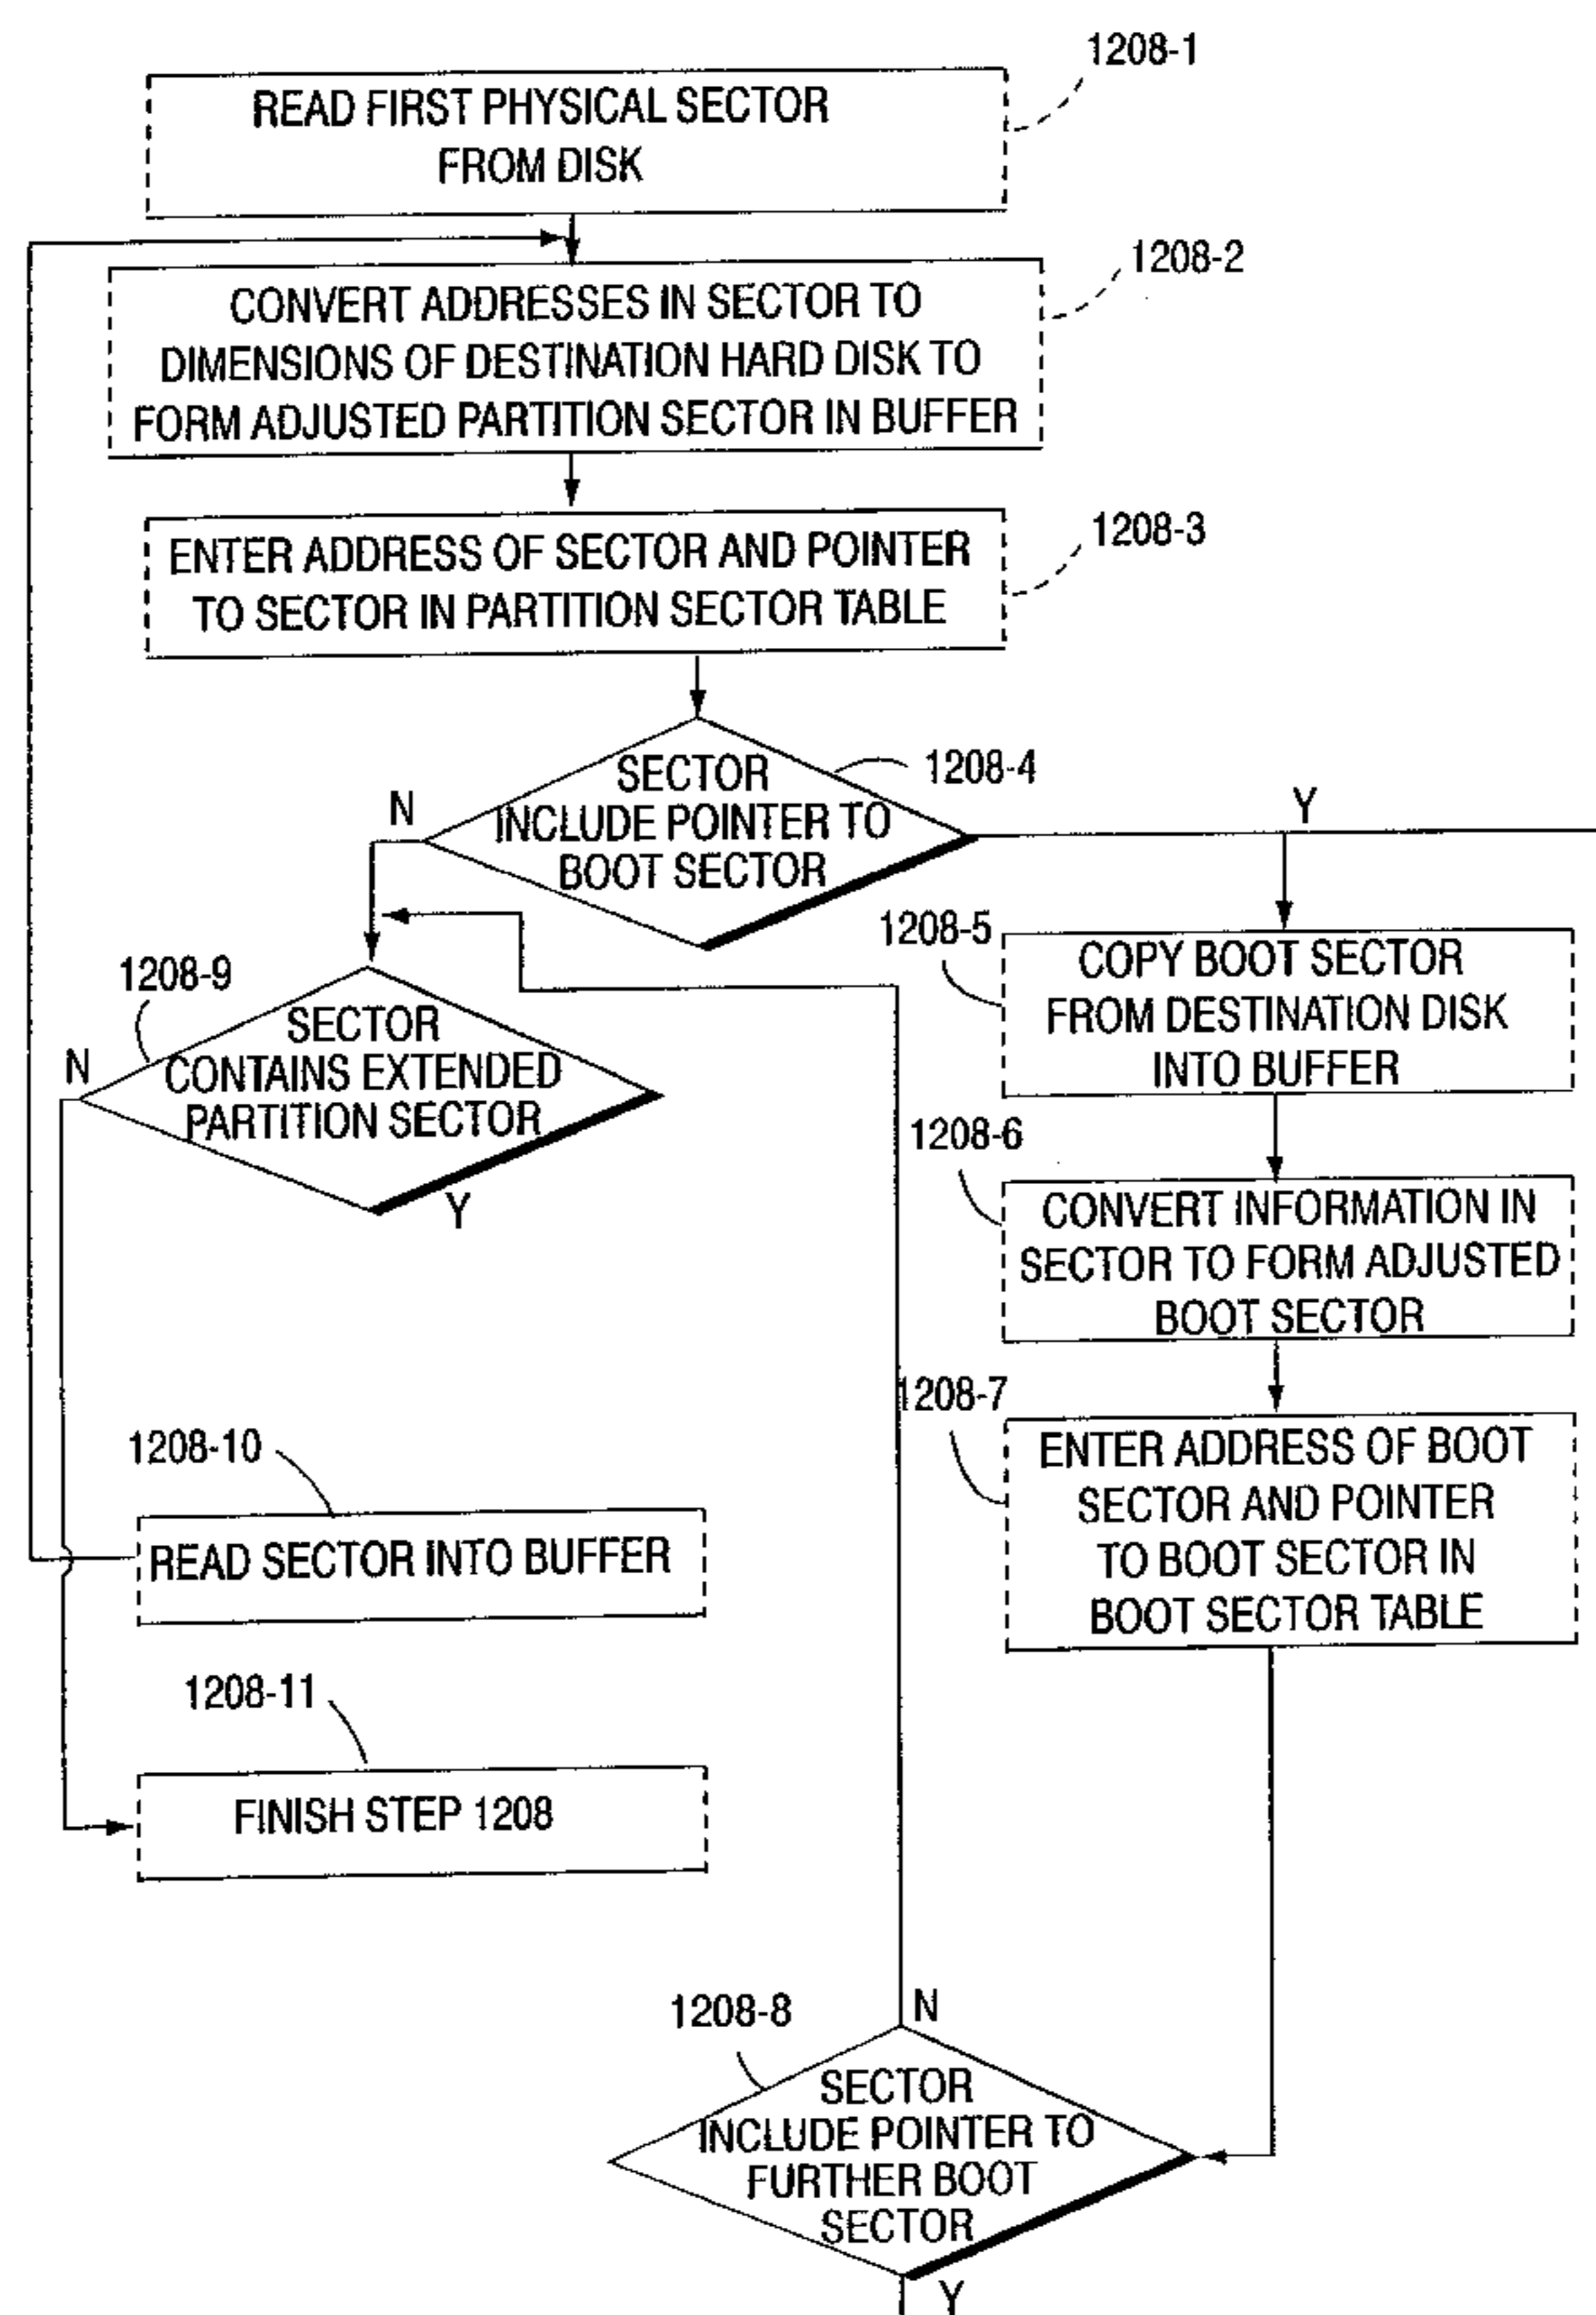 1208-1
READ FIRST PHYSICAL SECTOR
FROM DISK
1208-2
CONVERT ADDRESSES IN SECTOR TO
DIMENSIONS OF DESTINATION HARD DISK TO
FORM ADJUSTED PARTITION SECTOR IN BUFFER
1208-3
ENTER ADDRESS OF SECTOR AND POINTER
TO SECTOR IN PARTITION SECTOR TABLE
1208-4
SECTOR
INCLUDE POINTER TO
BOOT SECTOR
N
Y
1208-5
COPY BOOT SECTOR
FROM DESTINATION DISK
INTO BUFFER
1208-9
SECTOR
CONTAINS EXTENDED
PARTITION SECTOR
N
Y
1208-6
CONVERT INFORMATION IN
SECTOR TO FORM ADJUSTED
BOOT SECTOR
1208-7
ENTER ADDRESS OF BOOT
SECTOR AND POINTER
TO BOOT SECTOR IN
BOOT SECTOR TABLE
1208-10
READ SECTOR INTO BUFFER
1208-11
FINISH STEP 1208
1208-8
N
SECTOR
INCLUDE POINTER TO
FURTHER BOOT
SECTOR
Y